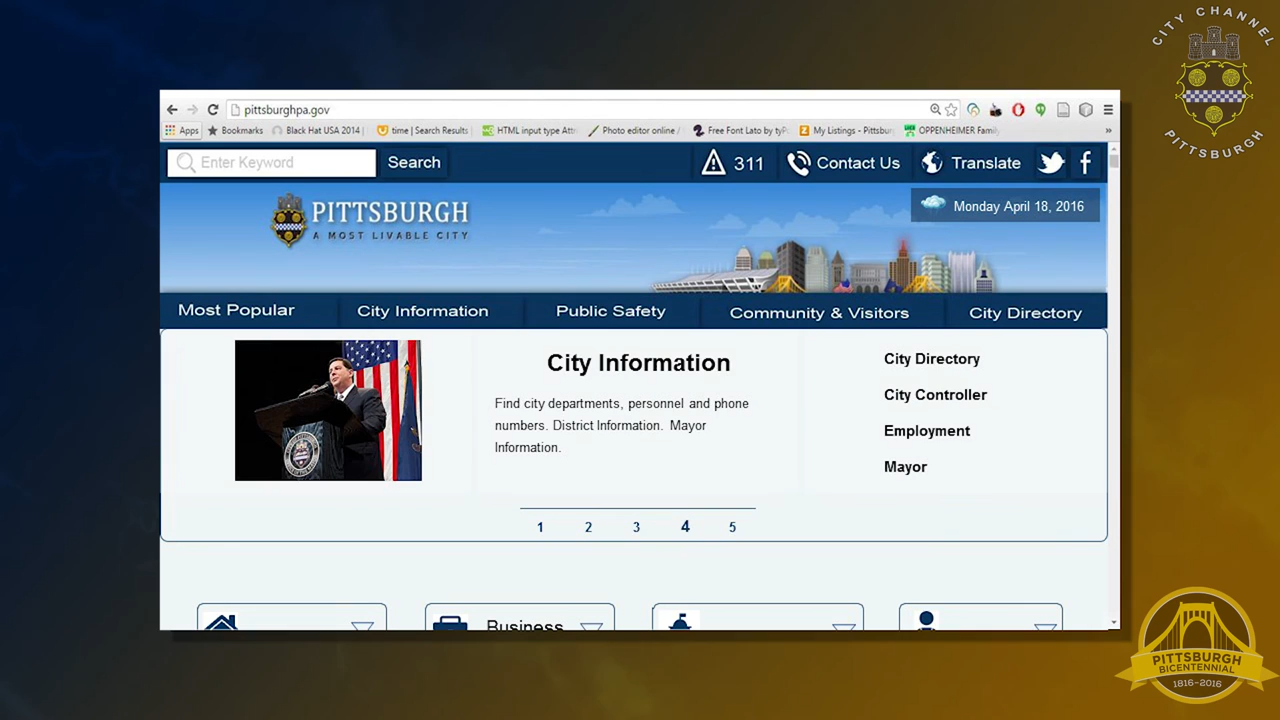 CITY CHANNEL
PITTSBURGH
pittsburghpa.gov
Apps
Bookmarks
Black Hat USA 2014 |
time | Search Results
HTML input type Attr
Photo editor online /
Free Font Lato by tyP
My Listings - Pittsbur
OPPENHEIMER Family
»
Enter Keyword
Search
311
Contact Us
Translate
PITTSBURGH
A MOST LIVABLE CITY
Monday April 18, 2016
Most Popular
City Information
Public Safety
Community & Visitors
City Directory
City Information
Find city departments, personnel and phone
numbers. District Information. Mayor
Information.
City Directory
City Controller
Employment
Mayor
1 2 3 4 5
Business
PITTSBURGH
BICENTENNIAL
1816-2016